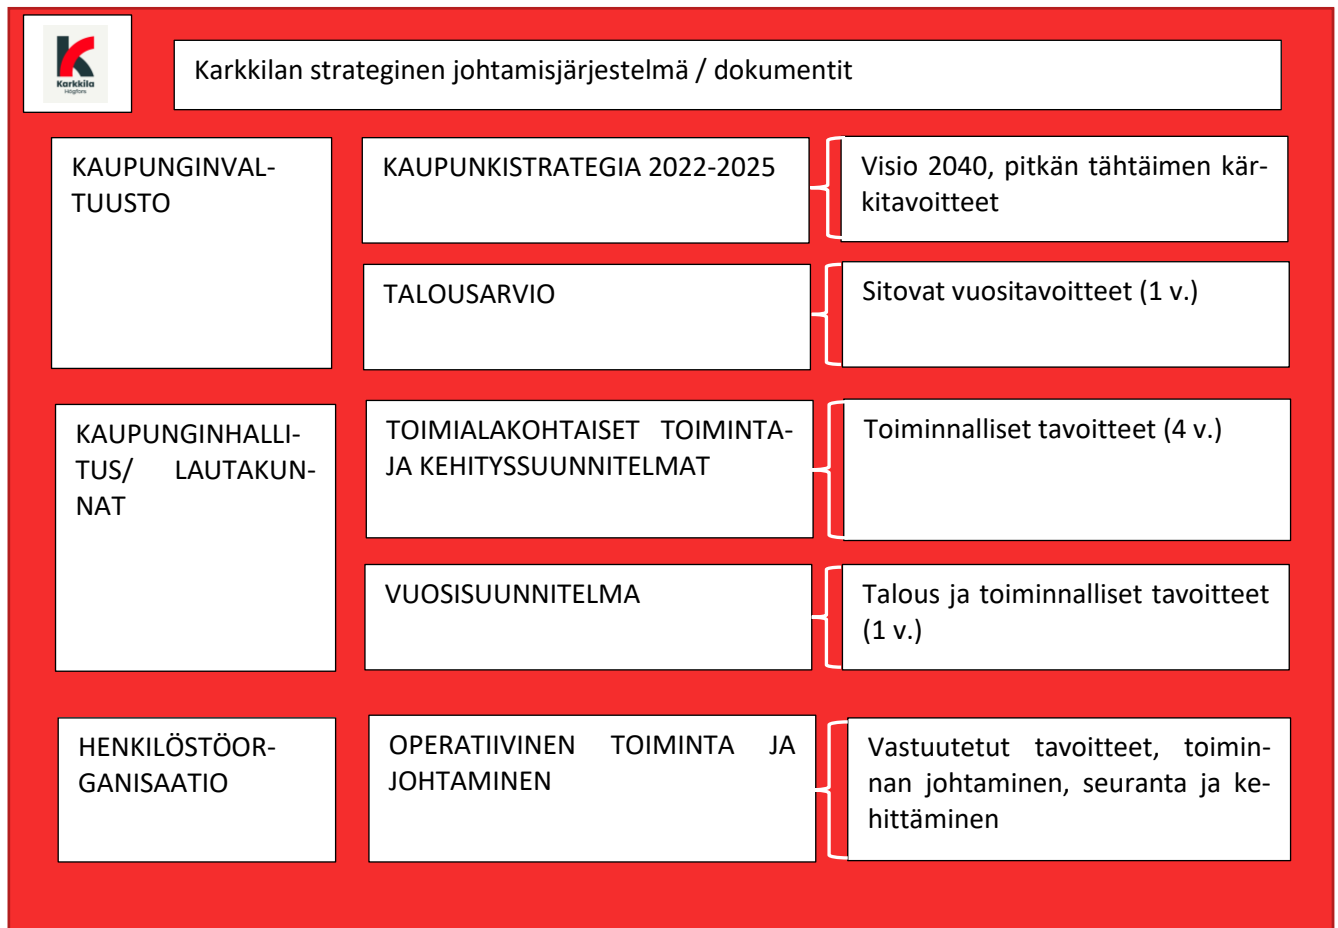 Karkkila
Högfors
Karkkilan strateginen johtamisjärjestelmä / dokumentit
KAUPUNGINVAL-
TUUSTO
KAUPUNKISTRATEGIA 2022-2025
Visio 2040, pitkän tähtäimen kär-
kitavoitteet
TALOUSARVIO
Sitovat vuositavoitteet (1 v.)
KAUPUNGINHALLI-
TUS/ LAUTAKUN-
NAT
TOIMIALAKOHTAISET TOIMINTA-
JA KEHITYSSUUNNITELMAT
Toiminnalliset tavoitteet (4 v.)
VUOSISUUNNITELMA
Talous ja toiminnalliset tavoitteet
(1 v.)
HENKILÖSTÖOR-
GANISAATIO
OPERATIIVINEN TOIMINTA JA
JOHTAMINEN
Vastuutetut tavoitteet, toimin-
nan johtaminen, seuranta ja ke-
hittäminen